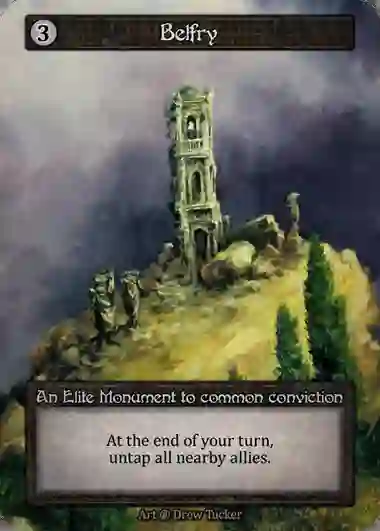 3
Belfry
An Elite Monument to common conviction
At the end of your turn,
untap all nearby allies.
Art @ Drew Tucker